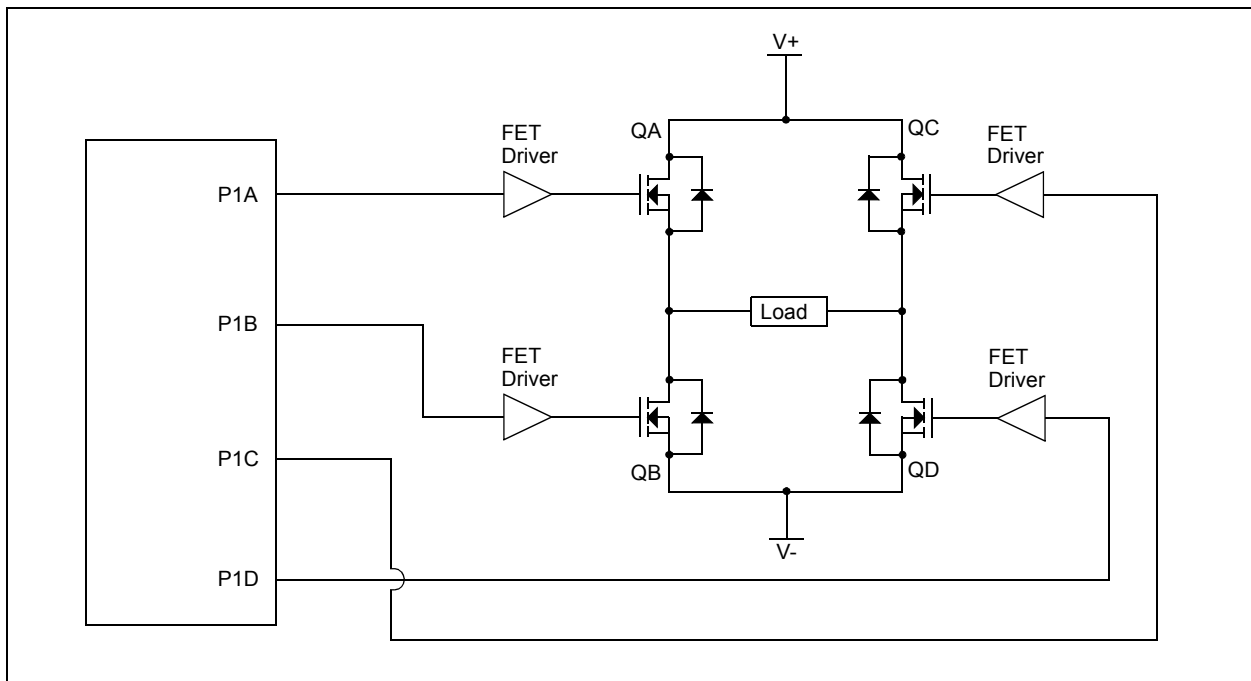 V+
FET
Driver
QA
QC
FET
Driver
P1A
P1B
Load
FET
Driver
FET
Driver
P1C
QB
QD
V-
P1D